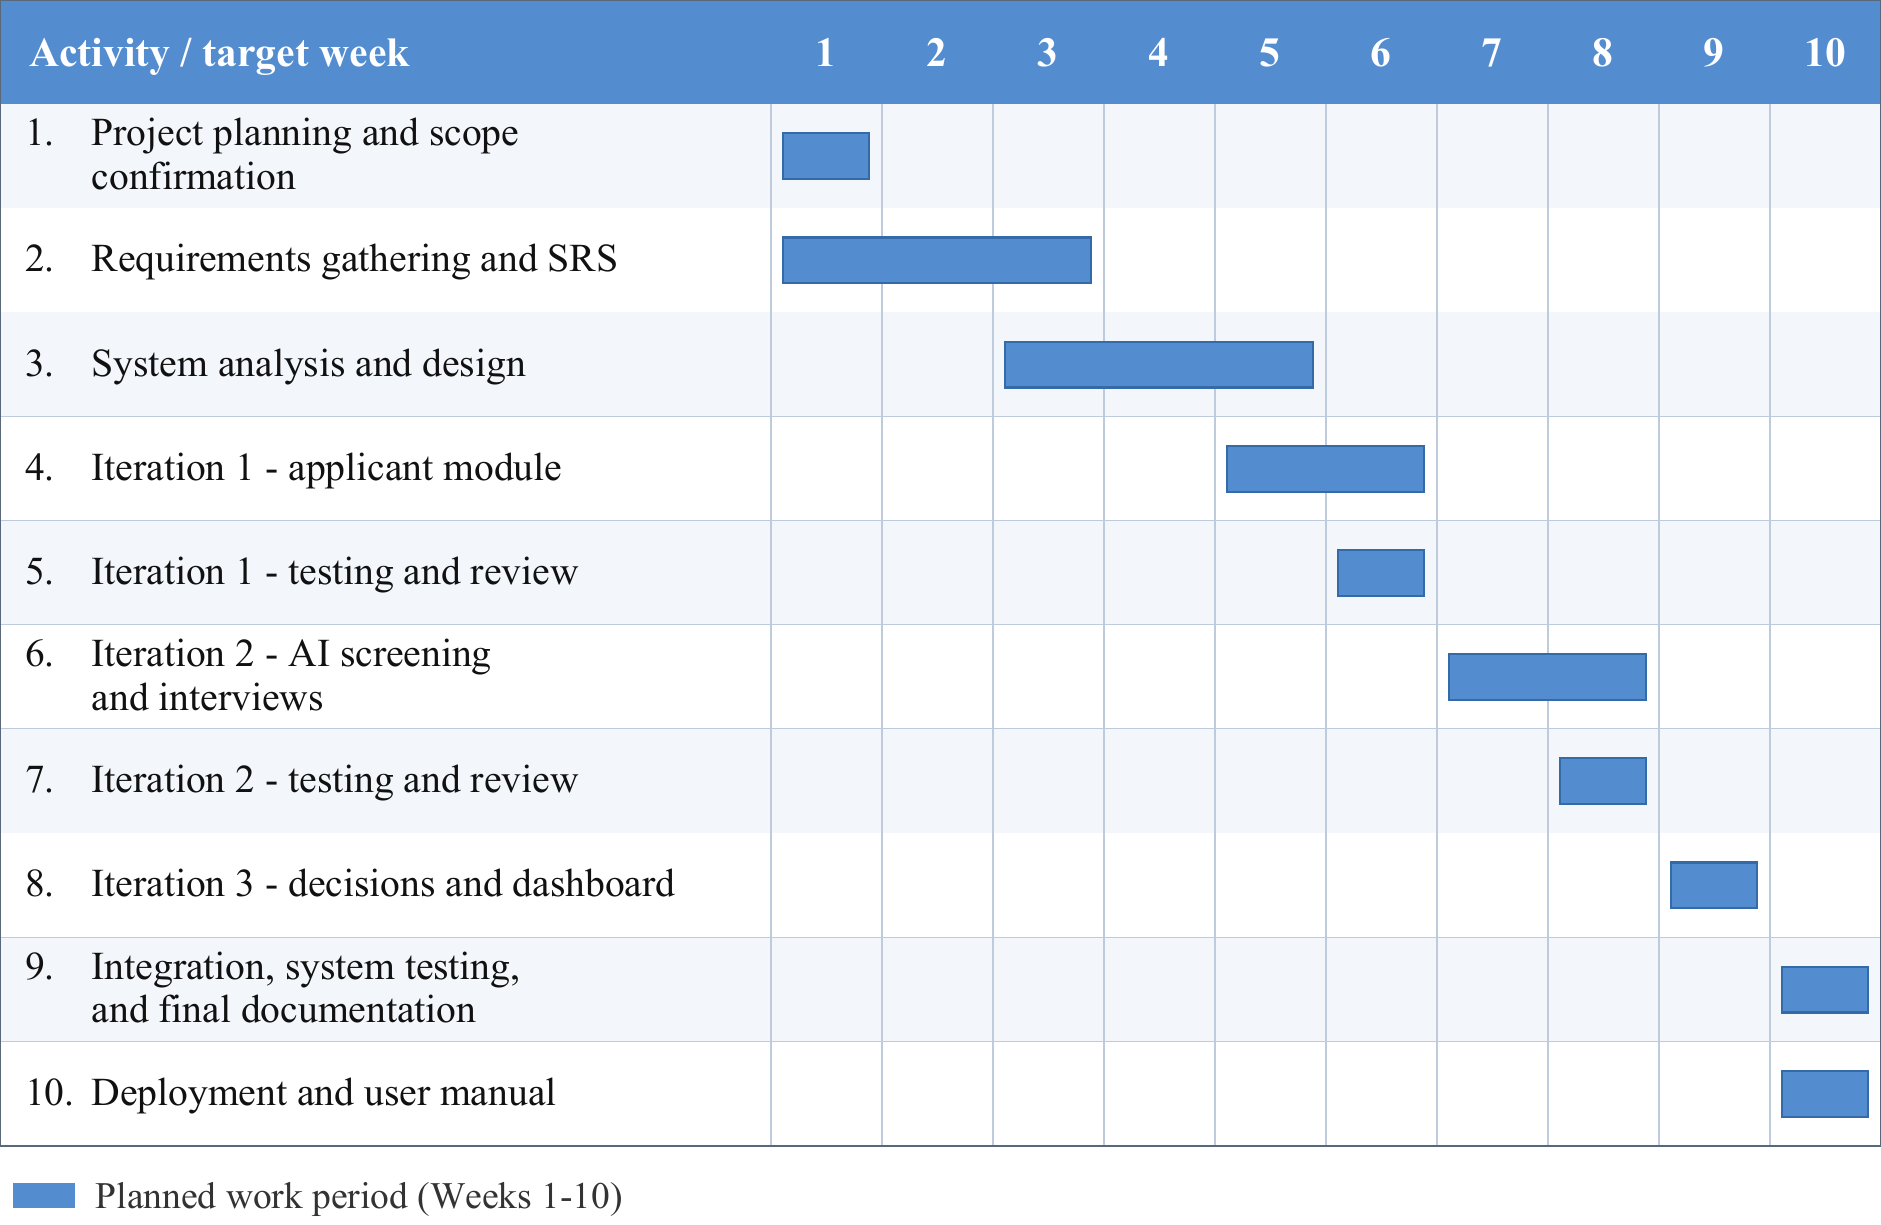 Activity / target week 1 2 3 4 5 6 7 8 9 10
1. Project planning and scope
confirmation
2. Requirements gathering and SRS
3. System analysis and design
4. Iteration 1 - applicant module
5. Iteration 1 - testing and review
6. Iteration 2 - AI screening
and interviews
7. Iteration 2 - testing and review
8. Iteration 3 - decisions and dashboard
9. Integration, system testing,
and final documentation
10. Deployment and user manual
Planned work period (Weeks 1-10)